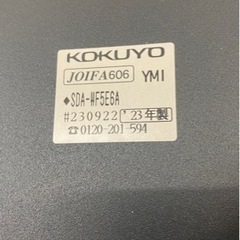 KOKUYO
JOIFA606 YMI
◆SDA-WF5E6A
#230922 '23年製
☎0120-201-594